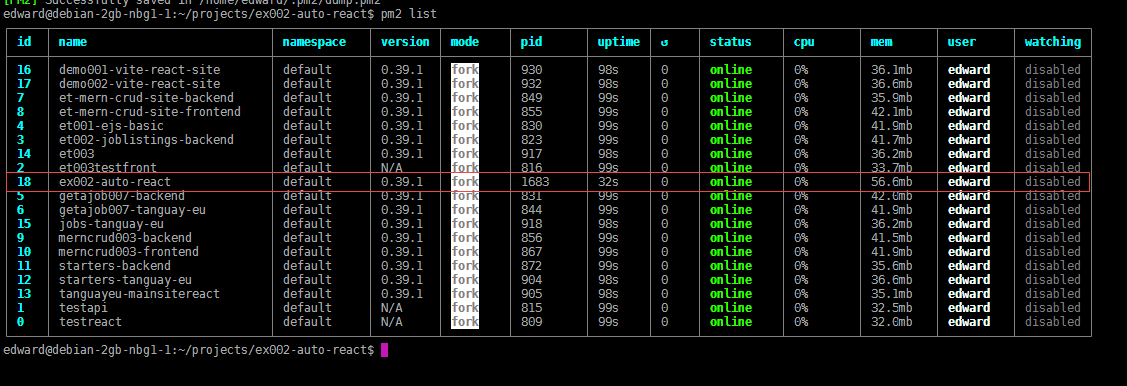 [PM2] Successfully saved in /home/edward/.pm2/dump.pm2
edward@debian-2gb-nbg1-1:~/projects/ex002-auto-react$ pm2 list
id name namespace version mode pid uptime ↺ status cpu mem user watching
16 demo001-vite-react-site default 0.39.1 fork 930 98s 0 online 0% 36.1mb edward disabled
17 demo002-vite-react-site default 0.39.1 fork 932 98s 0 online 0% 36.6mb edward disabled
7 et-mern-crud-site-backend default 0.39.1 fork 849 99s 0 online 0% 35.9mb edward disabled
8 et-mern-crud-site-frontend default 0.39.1 fork 855 99s 0 online 0% 42.1mb edward disabled
4 et001-ejs-basic default 0.39.1 fork 830 99s 0 online 0% 41.9mb edward disabled
3 et002-joblistings-backend default 0.39.1 fork 823 99s 0 online 0% 41.7mb edward disabled
14 et003 default 0.39.1 fork 917 98s 0 online 0% 36.2mb edward disabled
2 et003testfront default N/A fork 816 99s 0 online 0% 33.7mb edward disabled
18 ex002-auto-react default 0.39.1 fork 1683 32s 0 online 0% 56.6mb edward disabled
5 getajob007-backend default 0.39.1 fork 831 99s 0 online 0% 42.6mb edward disabled
6 getajob007-tanguay-eu default 0.39.1 fork 844 99s 0 online 0% 41.9mb edward disabled
15 jobs-tanguay-eu default 0.39.1 fork 918 98s 0 online 0% 36.2mb edward disabled
9 merncrud003-backend default 0.39.1 fork 856 99s 0 online 0% 41.5mb edward disabled
10 merncrud003-frontend default 0.39.1 fork 867 99s 0 online 0% 41.9mb edward disabled
11 starters-backend default 0.39.1 fork 872 99s 0 online 0% 35.6mb edward disabled
12 starters-tanguay-eu default 0.39.1 fork 904 98s 0 online 0% 36.6mb edward disabled
13 tanguayeu-mainsitereact default 0.39.1 fork 905 98s 0 online 0% 35.1mb edward disabled
1 testapi default N/A fork 815 99s 0 online 0% 32.5mb edward disabled
0 testreact default N/A fork 809 99s 0 online 0% 32.0mb edward disabled
edward@debian-2gb-nbg1-1:~/projects/ex002-auto-react$